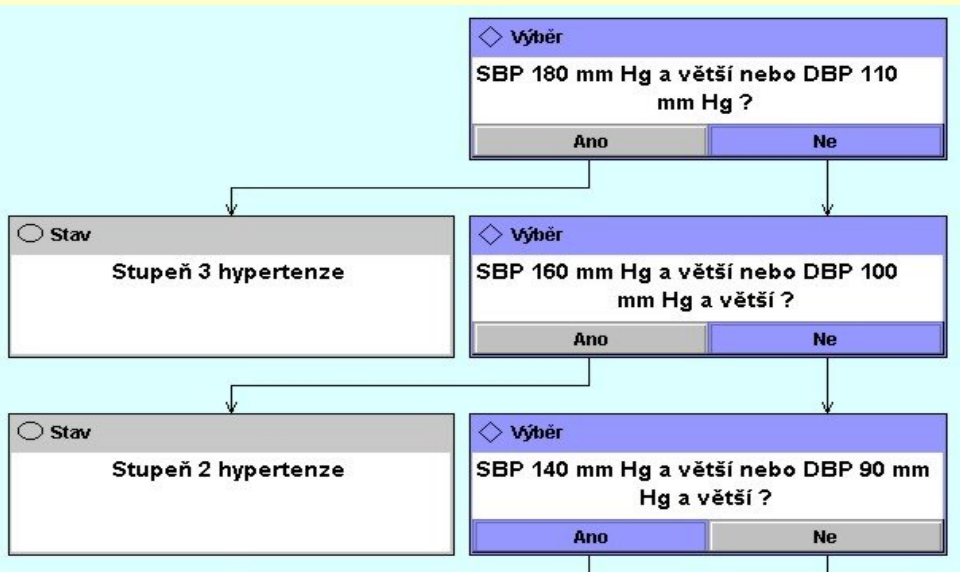 Výběr
SBP 180 mm Hg a větší nebo DBP 110
mm Hg ?
Ano
Ne
Stav
Stupeň 3 hypertenze
Výběr
SBP 160 mm Hg a větší nebo DBP 100
mm Hg a větší ?
Ano
Ne
Stav
Stupeň 2 hypertenze
Výběr
SBP 140 mm Hg a větší nebo DBP 90 mm
Hg a větší ?
Ano
Ne